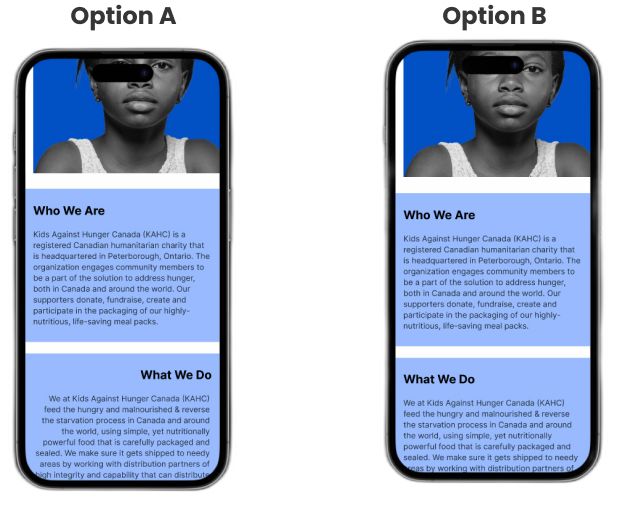 Option A
Option B
Who We Are
Kids Against Hunger Canada (KAHC) is a
registered Canadian humanitarian charity that
is headquartered in Peterborough, Ontario. The
organization engages community members to
be a part of the solution to address hunger,
both in Canada and around the world. Our
supporters donate, fundraise, create and
participate in the packaging of our highly-
nutritious, life-saving meal packs.
What We Do
We at Kids Against Hunger Canada (KAHC)
feed the hungry and malnourished & reverse
the starvation process in Canada and around
the world, using simple, yet nutritionally
powerful food that is carefully packaged and
sealed. We make sure it gets shipped to needy
areas by working with distribution partners of
high integrity and capability that can distribute
Who We Are
Kids Against Hunger Canada (KAHC) is a
registered Canadian humanitarian charity that
is headquartered in Peterborough, Ontario. The
organization engages community members to
be a part of the solution to address hunger,
both in Canada and around the world. Our
supporters donate, fundraise, create and
participate in the packaging of our highly-
nutritious, life-saving meal packs.
What We Do
We at Kids Against Hunger Canada (KAHC)
feed the hungry and malnourished & reverse
the starvation process in Canada and around
the world, using simple, yet nutritionally
powerful food that is carefully packaged and
sealed. We make sure it gets shipped to needy
areas by working with distribution partners of